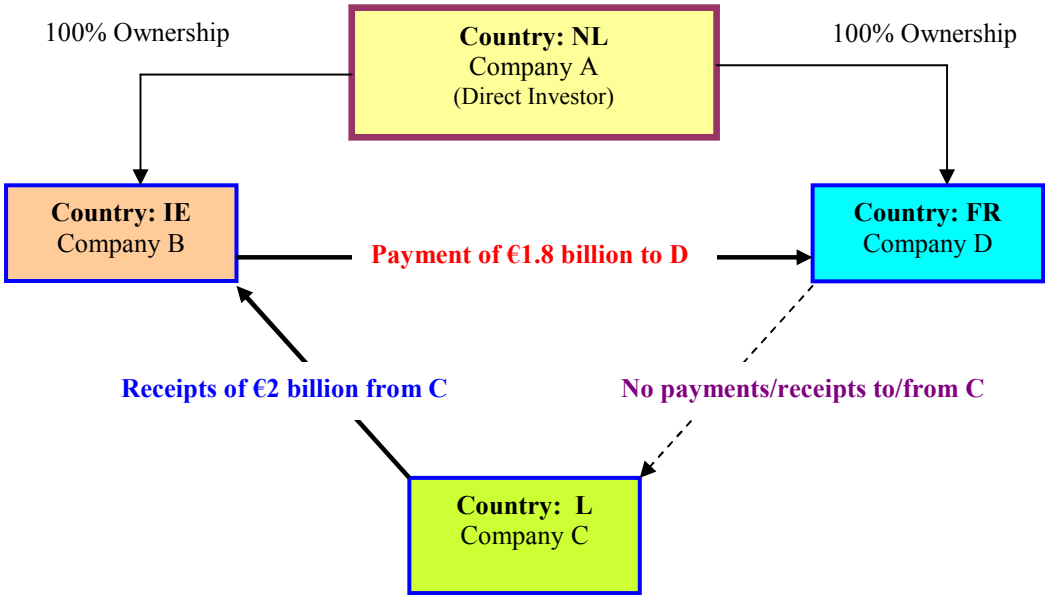 100% Ownership
Country: NL
Company A
(Direct Investor)
100% Ownership
Country: IE
Company B
Payment of €1.8 billion to D
Country: FR
Company D
Receipts of €2 billion from C
No payments/receipts to/from C
Country: L
Company C